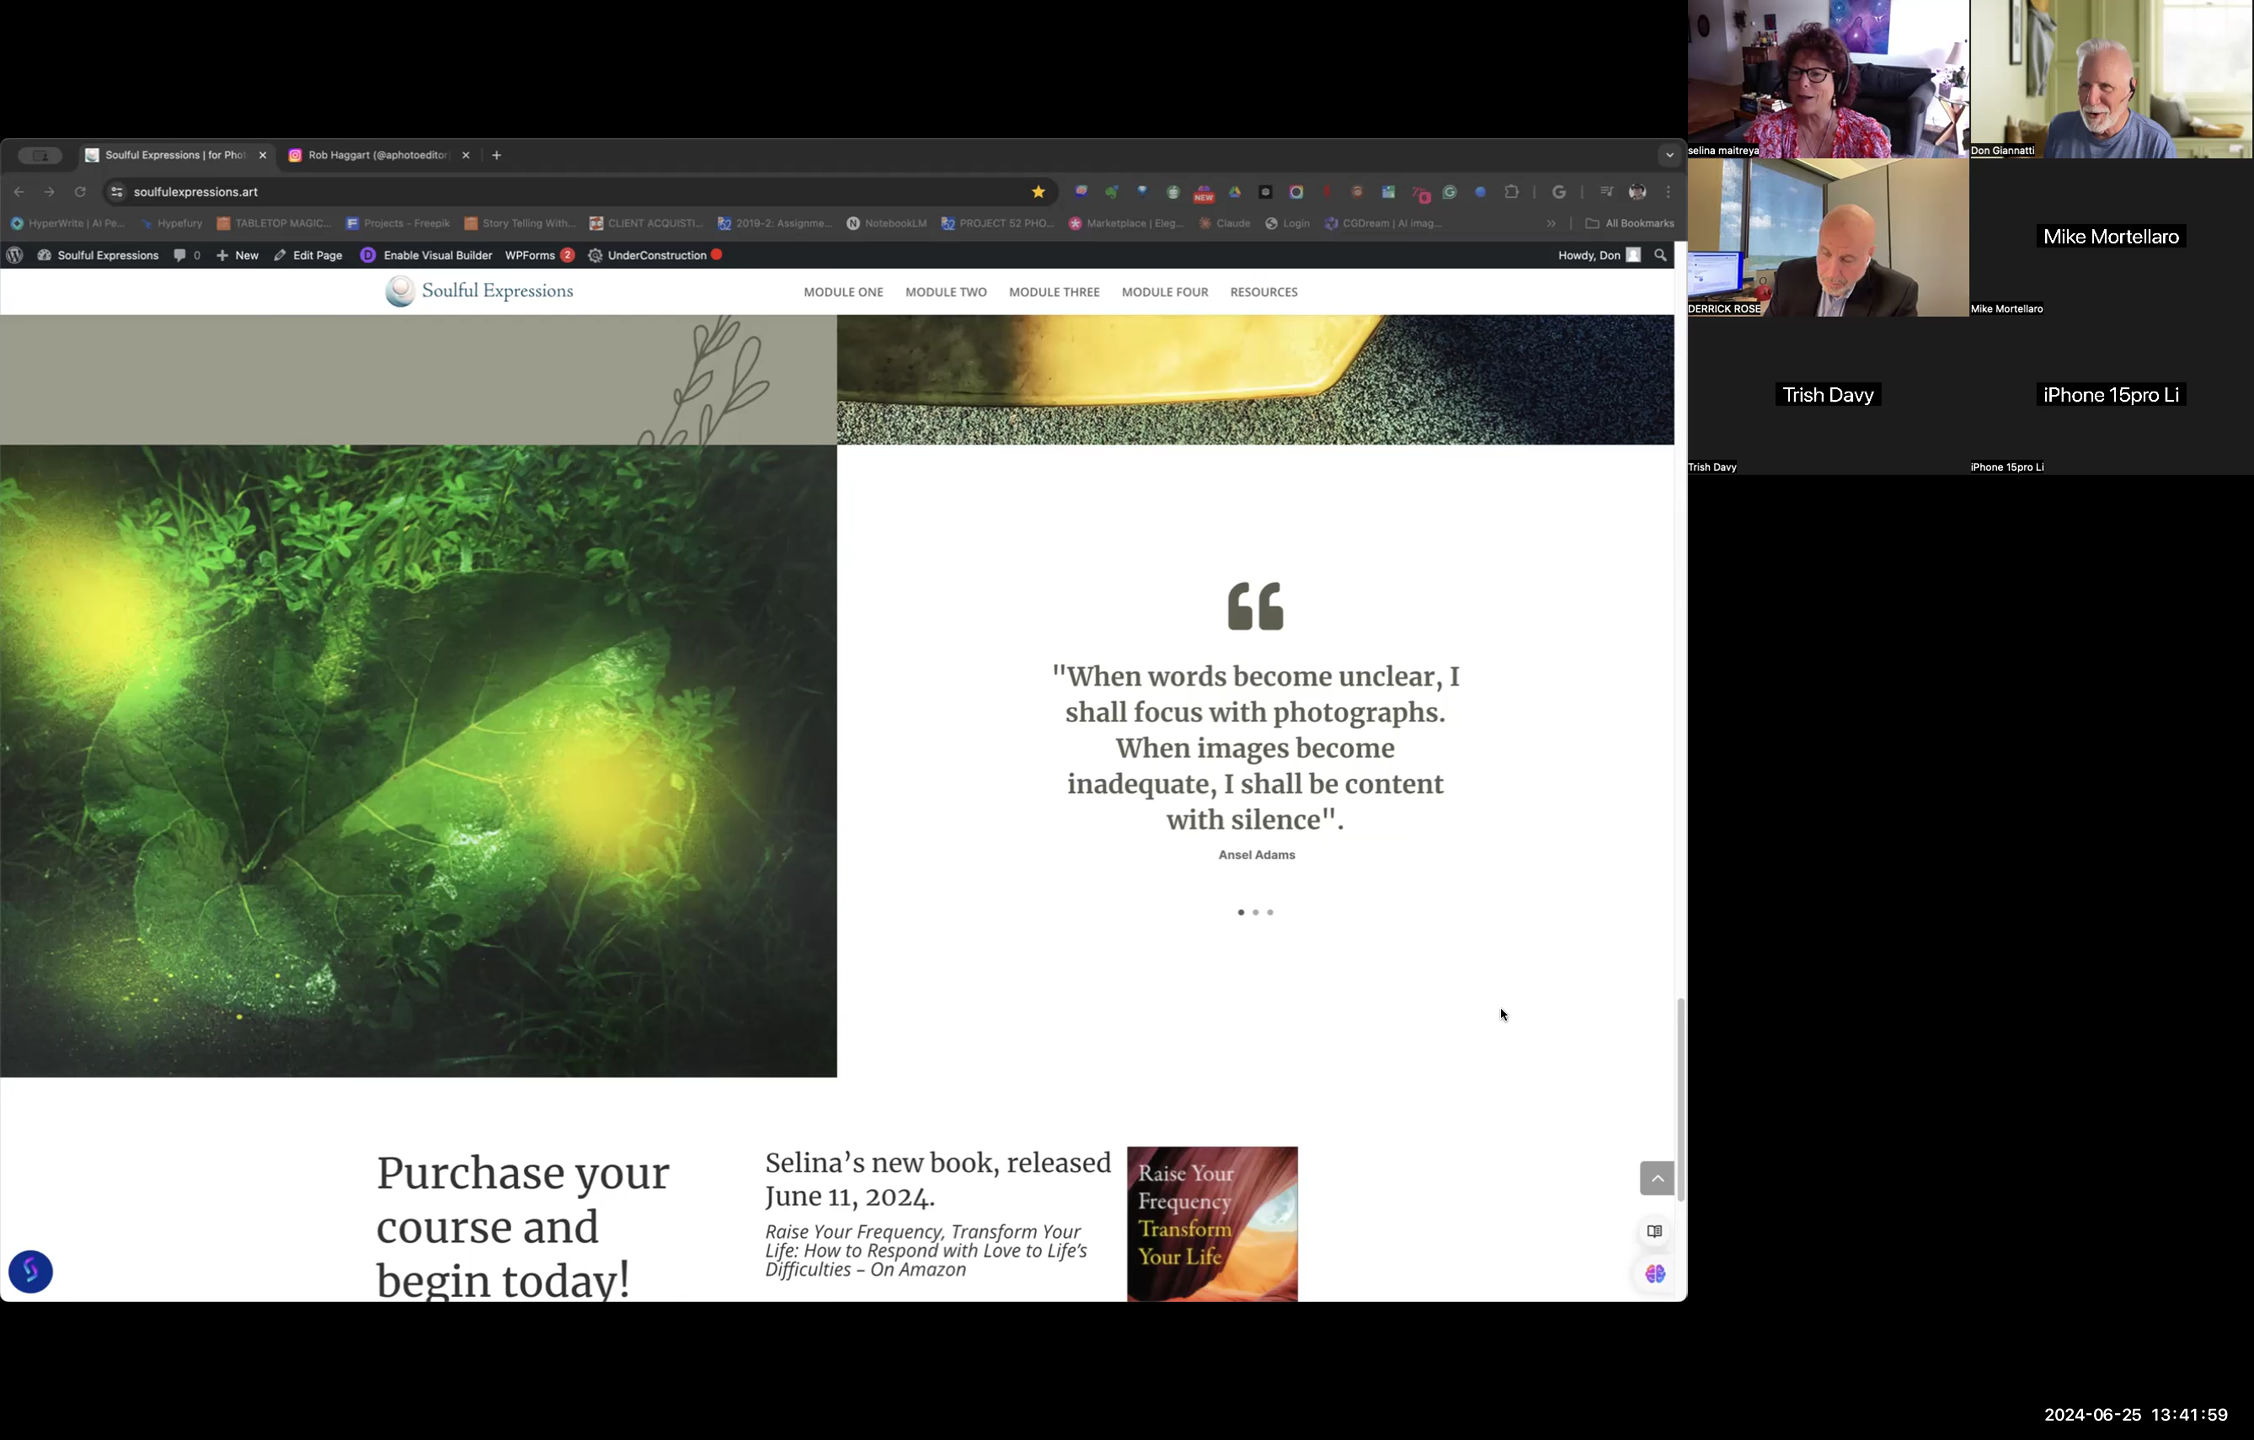 Soulful Expressions | for Phot
Rob Haggart (@aphotoeditor
soulfulexpressions.art
NEW
HyperWrite | AI Pe...
Hypefury
TABLETOP MAGIC...
Projects - Freepik
Story Telling With...
CLIENT ACQUISTI...
2019-2: Assignme...
NotebookLM
PROJECT 52 PHO...
Marketplace | Eleg...
Claude
Login
CGDream | AI imag...
All Bookmarks
Soulful Expressions
0
New
Edit Page
Enable Visual Builder
WPForms 2
UnderConstruction
Howdy, Don
Soulful Expressions
MODULE ONE
MODULE TWO
MODULE THREE
MODULE FOUR
RESOURCES
"When words become unclear, I
shall focus with photographs.
When images become
inadequate, I shall be content
with silence".
Ansel Adams
Purchase your
course and
begin today!
Selina’s new book, released
June 11, 2024.
Raise Your Frequency, Transform Your
Life: How to Respond with Love to Life’s
Difficulties – On Amazon
Raise Your
Frequency
Transform
Your Life
selina maitreya
Don Giannatti
DERRICK ROSE
Mike Mortellaro
Mike Mortellaro
Trish Davy
Trish Davy
iPhone 15pro Li
iPhone 15pro Li
2024-06-25 13:41:59